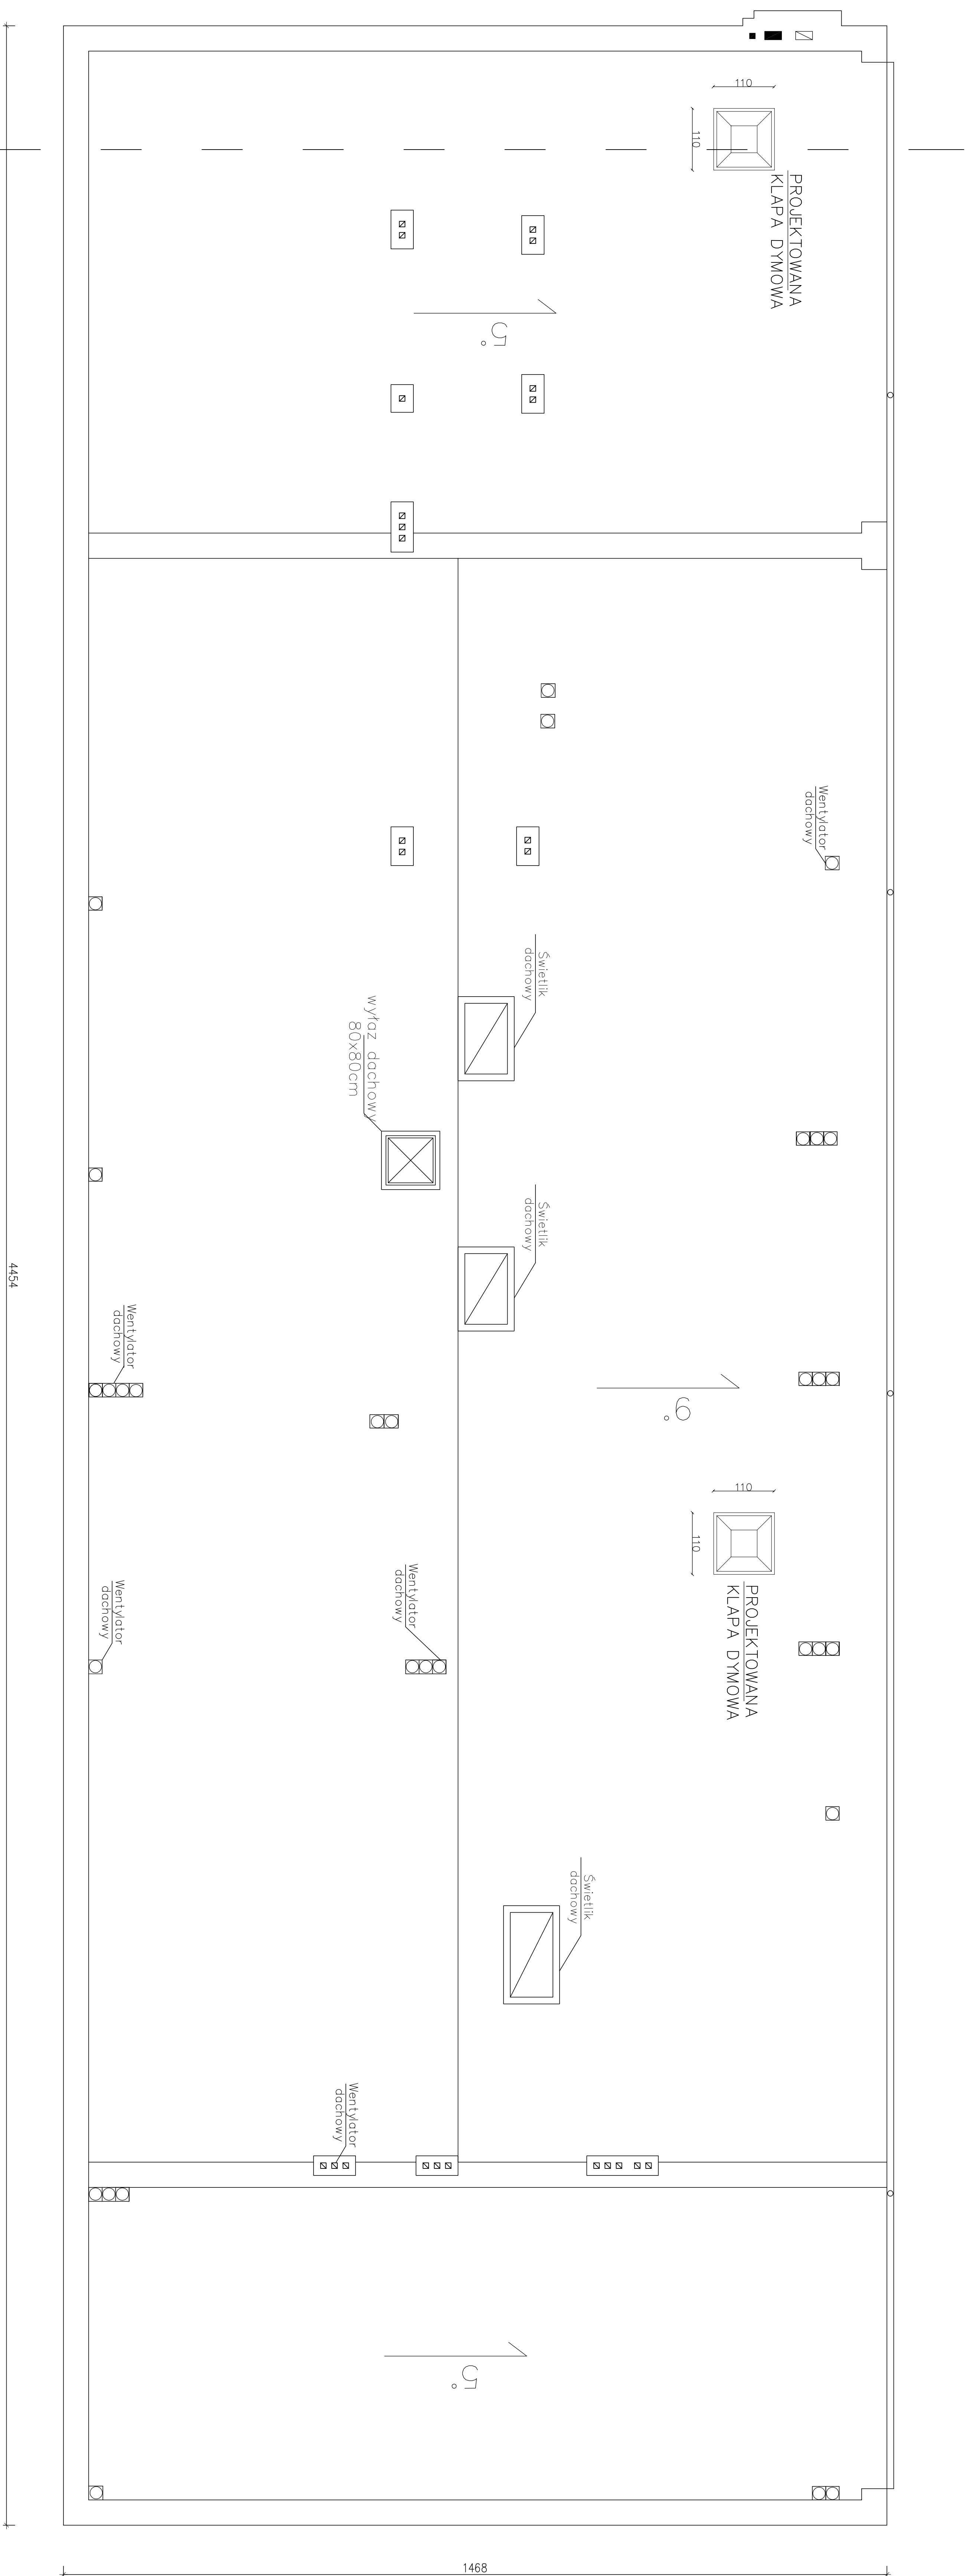 110
110
PROJEKTOWANA
KLAPA DYMOWA
5°
Wentylator
dachowy
Świetlik
dachowy
wyłaz dachowy
80x80cm
Świetlik
dachowy
4454
Wentylator
dachowy
6°
110
110
PROJEKTOWANA
KLAPA DYMOWA
Wentylator
dachowy
Wentylator
dachowy
Świetlik
dachowy
Wentylator
dachowy
5°
1468